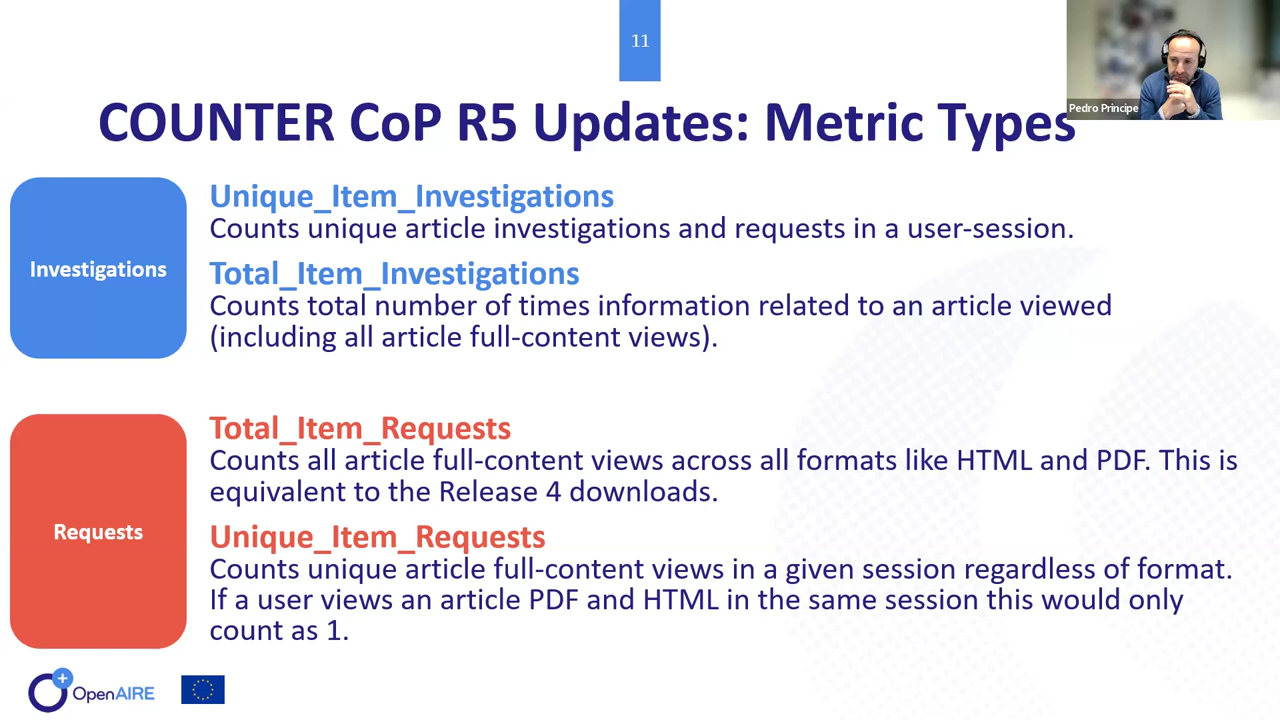 11
Pedro Principe
COUNTER CoP R5 Updates: Metric Types
Investigations
Unique_Item_Investigations
Counts unique article investigations and requests in a user-session.
Total_Item_Investigations
Counts total number of times information related to an article viewed
(including all article full-content views).
Requests
Total_Item_Requests
Counts all article full-content views across all formats like HTML and PDF. This is
equivalent to the Release 4 downloads.
Unique_Item_Requests
Counts unique article full-content views in a given session regardless of format.
If a user views an article PDF and HTML in the same session this would only
count as 1.
OpenAIRE